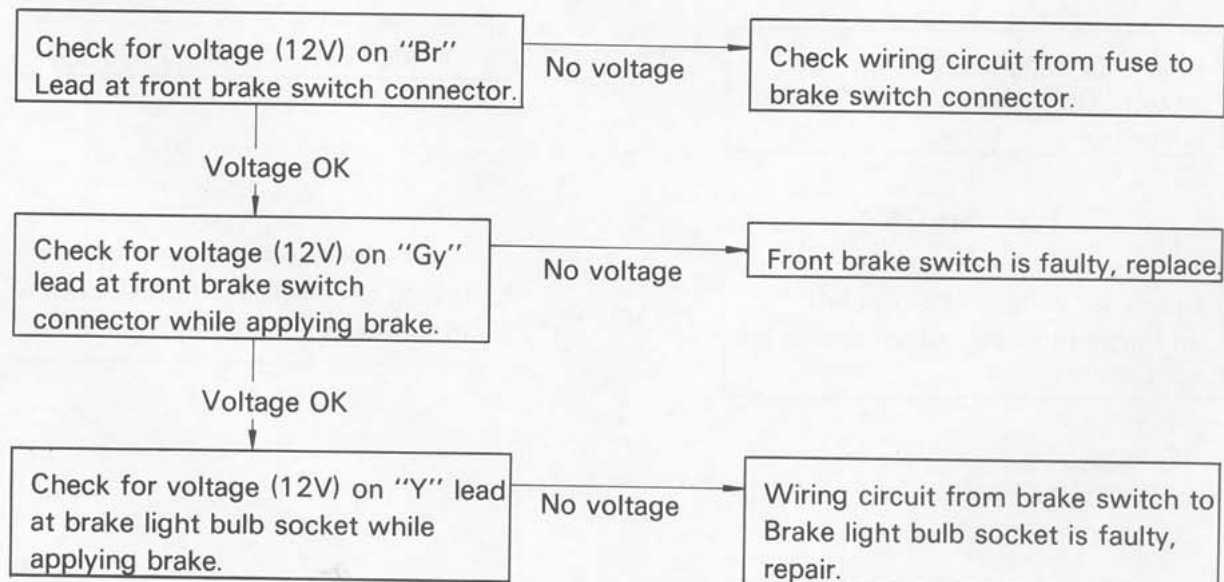 Check for voltage (12V) on "Br"
Lead at front brake switch connector.
No voltage
Check wiring circuit from fuse to
brake switch connector.
Voltage OK
Check for voltage (12V) on "Gy"
lead at front brake switch
connector while applying brake.
No voltage
Front brake switch is faulty, replace.
Voltage OK
Check for voltage (12V) on "Y" lead
at brake light bulb socket while
applying brake.
No voltage
Wiring circuit from brake switch to
Brake light bulb socket is faulty,
repair.